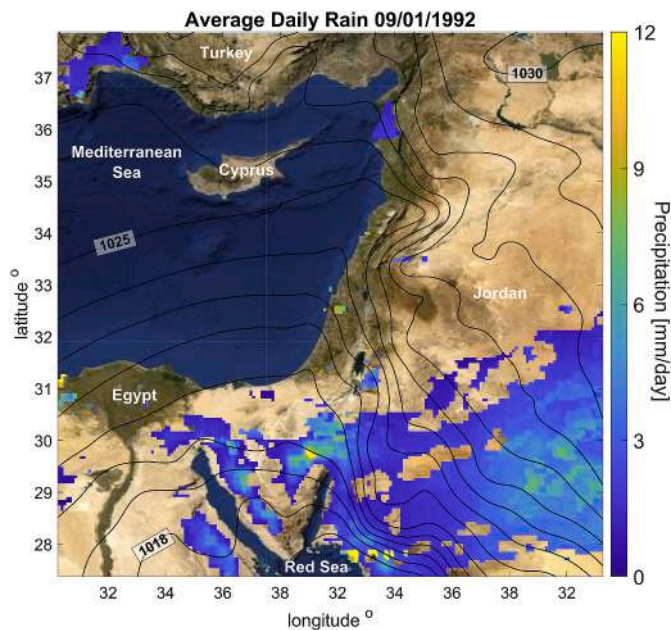 Average Daily Rain 09/01/1992
Turkey
1030
Mediterranean
Sea
Cyprus
1025
Jordan
Egypt
1018
Red Sea
37
36
35
34
33
32
31
30
29
28
latitude °
32
34
36
38
36
34
32
34
36
32
longitude °
12
9
6
3
0
Precipitation [mm/day]